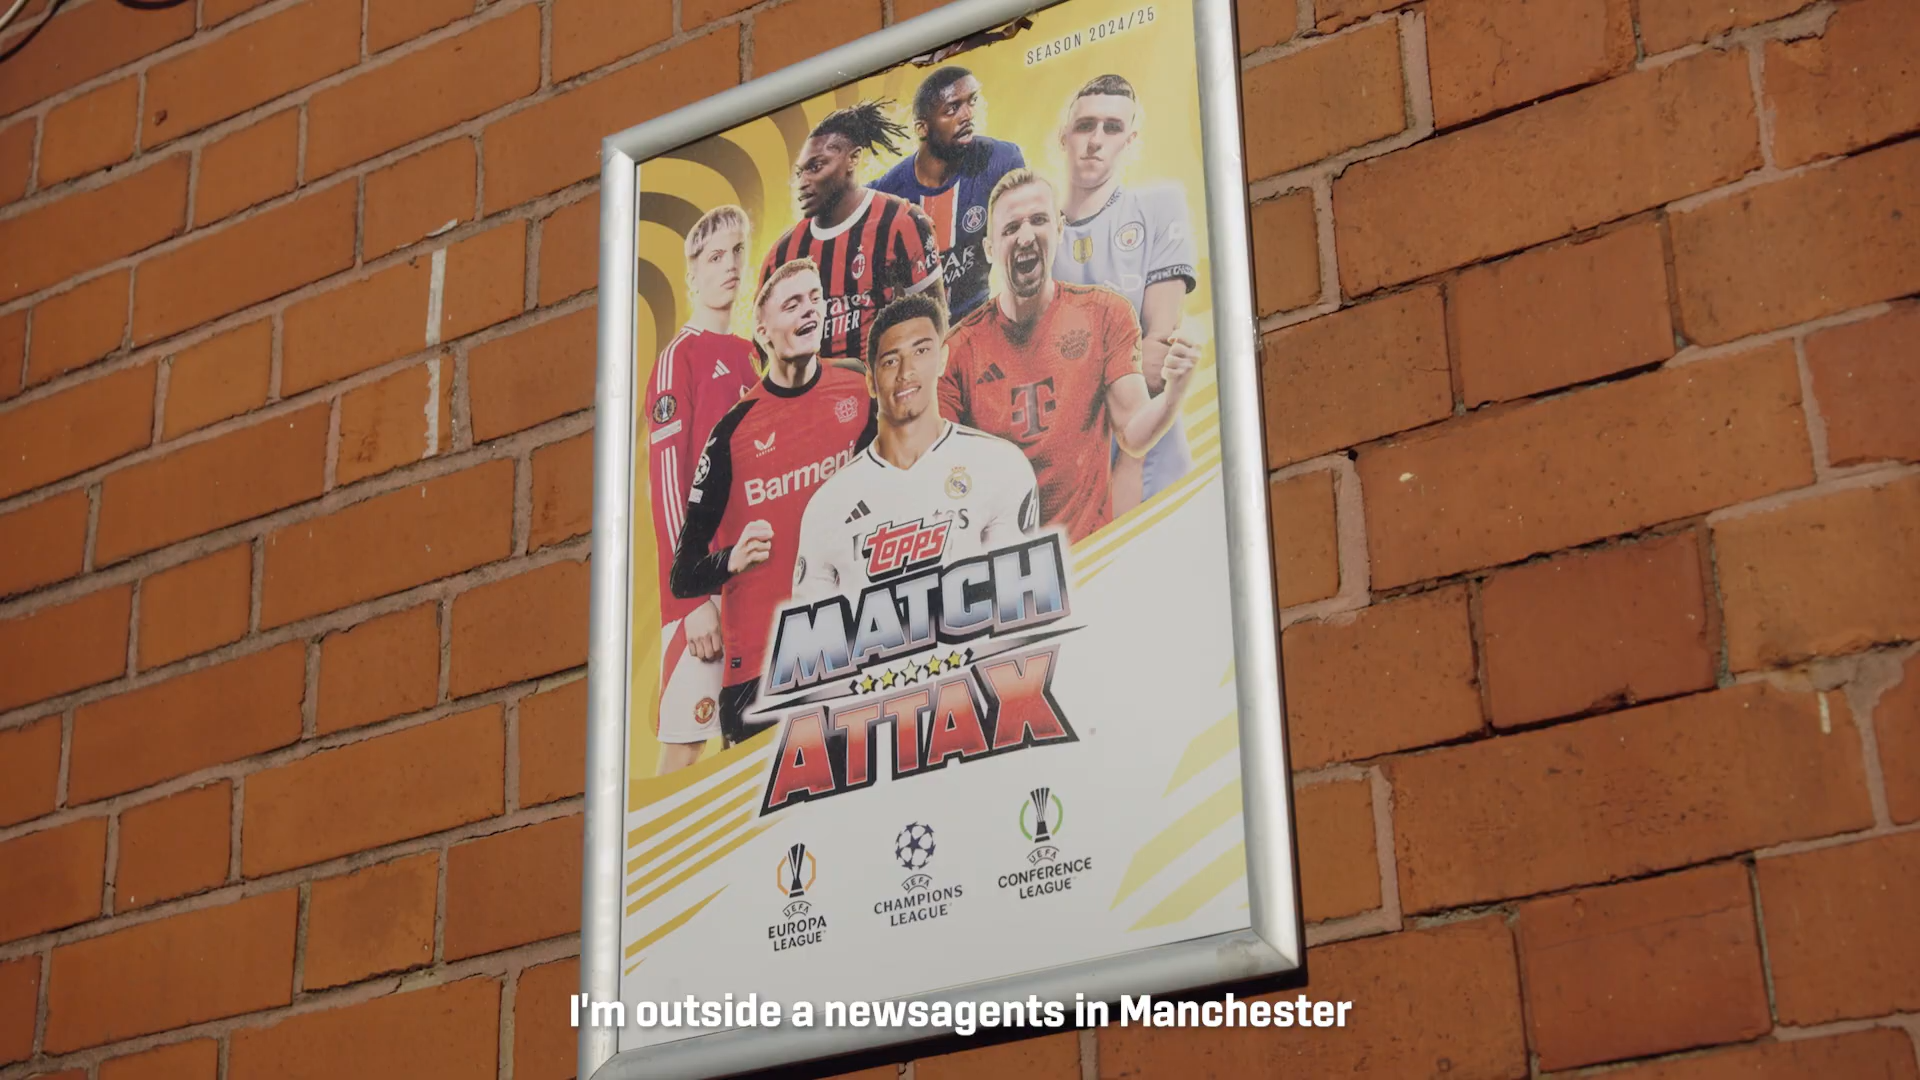 SEASON 2024/25
Barmeni
TOPPS
MATCH
ATTAX
UEFA
EUROPA
LEAGUE
UEFA
CHAMPIONS
LEAGUE
UEFA
CONFERENCE
LEAGUE
I'm outside a newsagents in Manchester